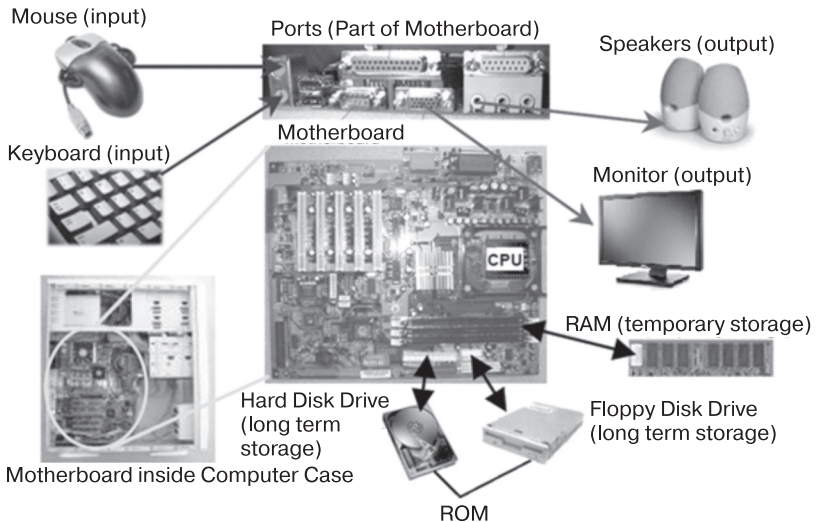 Mouse (input)
Ports (Part of Motherboard)
Speakers (output)
Motherboard
Keyboard (input)
Monitor (output)
CPU
RAM (temporary storage)
Hard Disk Drive
(long term
storage)
Floppy Disk Drive
(long term storage)
Motherboard inside Computer Case
ROM